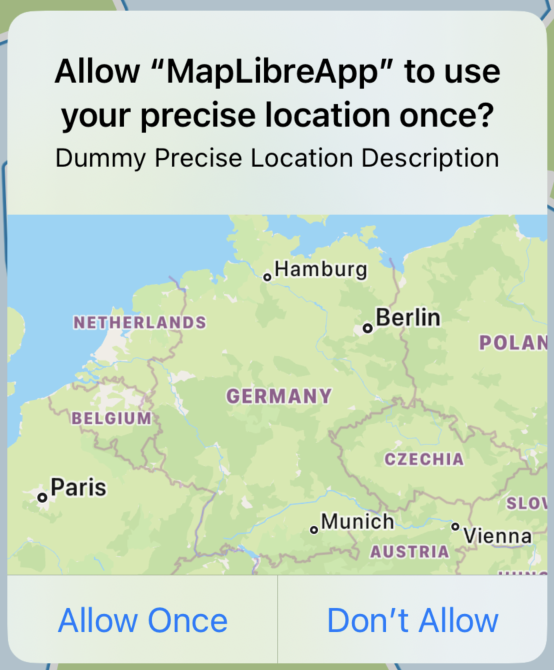 Allow “MapLibreApp” to use
your precise location once?
Dummy Precise Location Description
Hamburg
Berlin
NETHERLANDS
POLAN
GERMANY
BELGIUM
CZECHIA
Paris
SLOV
Munich
Vienna
AUSTRIA
Allow Once
Don’t Allow